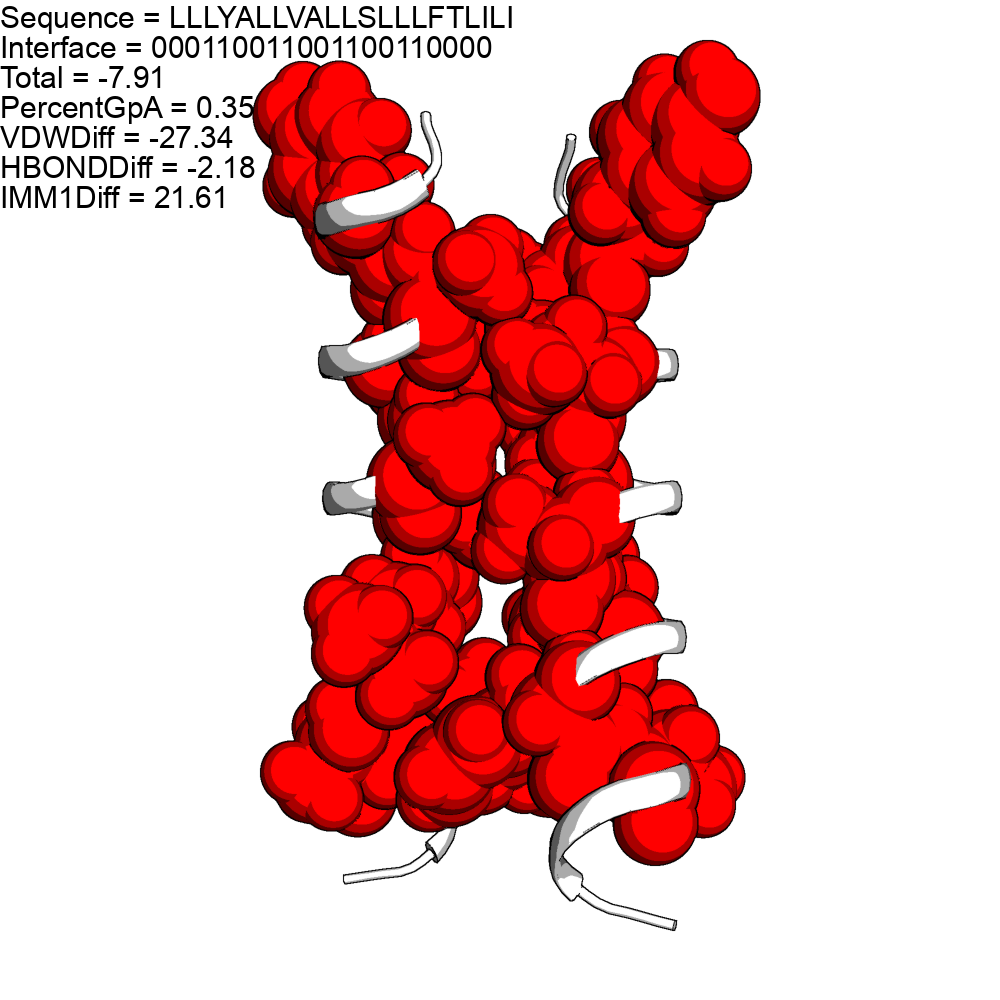 Sequence = LLLYALLVALLSLLLFTLILI
Interface = 000110011001100110000
Total = -7.91
PercentGpA = 0.35
VDWDiff = -27.34
HBONDDiff = -2.18
IMM1Diff = 21.61